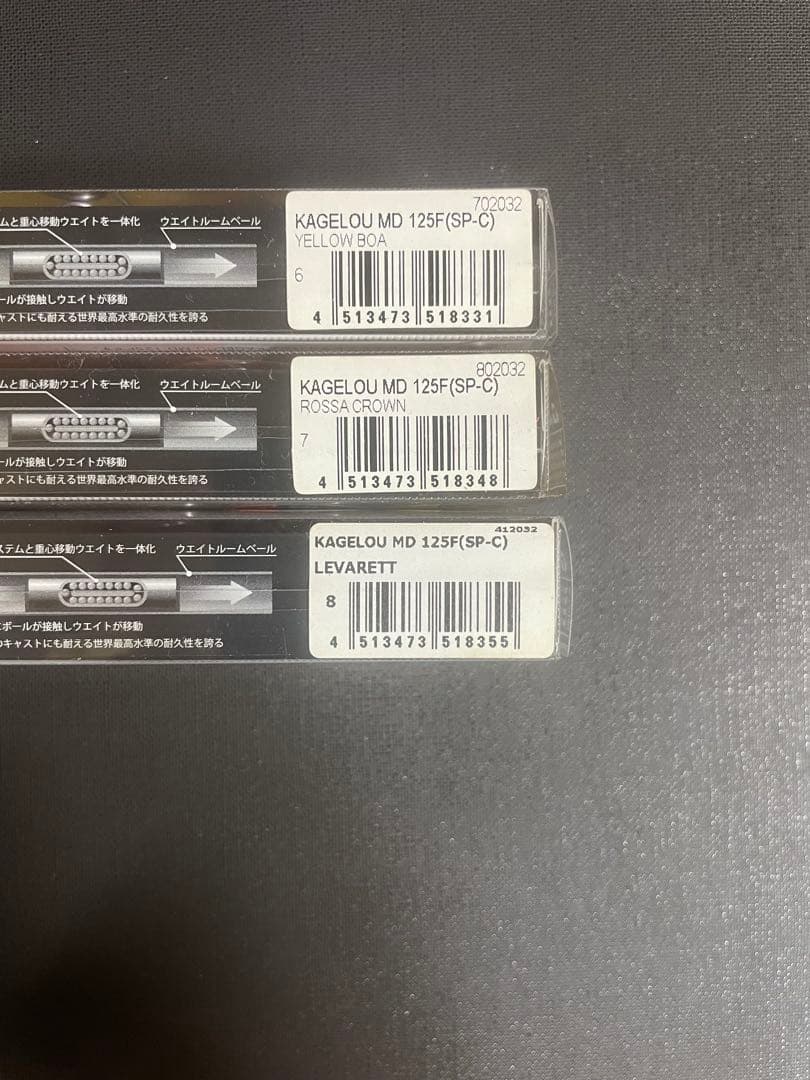 702032
KAGELOU MD 125F(SP-C)
YELLOW BOA
6
4 513473 518331
ムと重心移動ウエイトを一体化 ウエイトルームベール
ールが接触しウエイトが移動
ャストにも耐える世界最高水準の耐久性を誇る
802032
KAGELOU MD 125F(SP-C)
ROSSA CROWN
7
4 513473 518348
ムと重心移動ウエイトを一体化 ウエイトルームベール
ールが接触しウエイトが移動
ャストにも耐える世界最高水準の耐久性を誇る
412032
KAGELOU MD 125F(SP-C)
LEVARETT
8
4 513473 518355
ステムと重心移動ウエイトを一体化 ウエイトルームベール
ボールが接触しウエイトが移動
のキャストにも耐える世界最高水準の耐久性を誇る